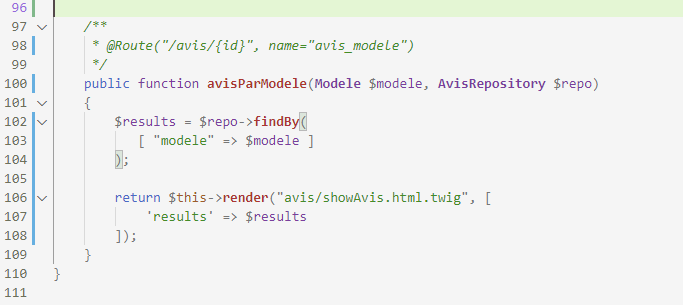 96
97 /**
98 * @Route("/avis/{id}", name="avis_modele")
99 */
100 public function avisParModele(Modele $modele, AvisRepository $repo)
101 {
102 $results = $repo->findBy(
103 [ "modele" => $modele ]
104 );
105
106 return $this->render("avis/showAvis.html.twig", [
107 'results' => $results
108 ]);
109 }
110 }
111